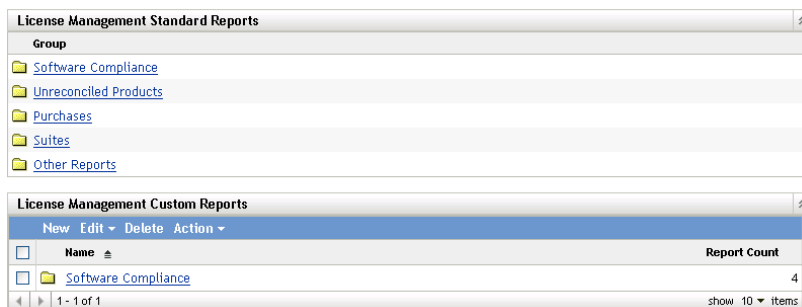 License Management Standard Reports
Group
Software Compliance
Unreconciled Products
Purchases
Suites
Other Reports
License Management Custom Reports
New Edit Delete Action
Name Report Count
Software Compliance 4
1 - 1 of 1 show 10 items